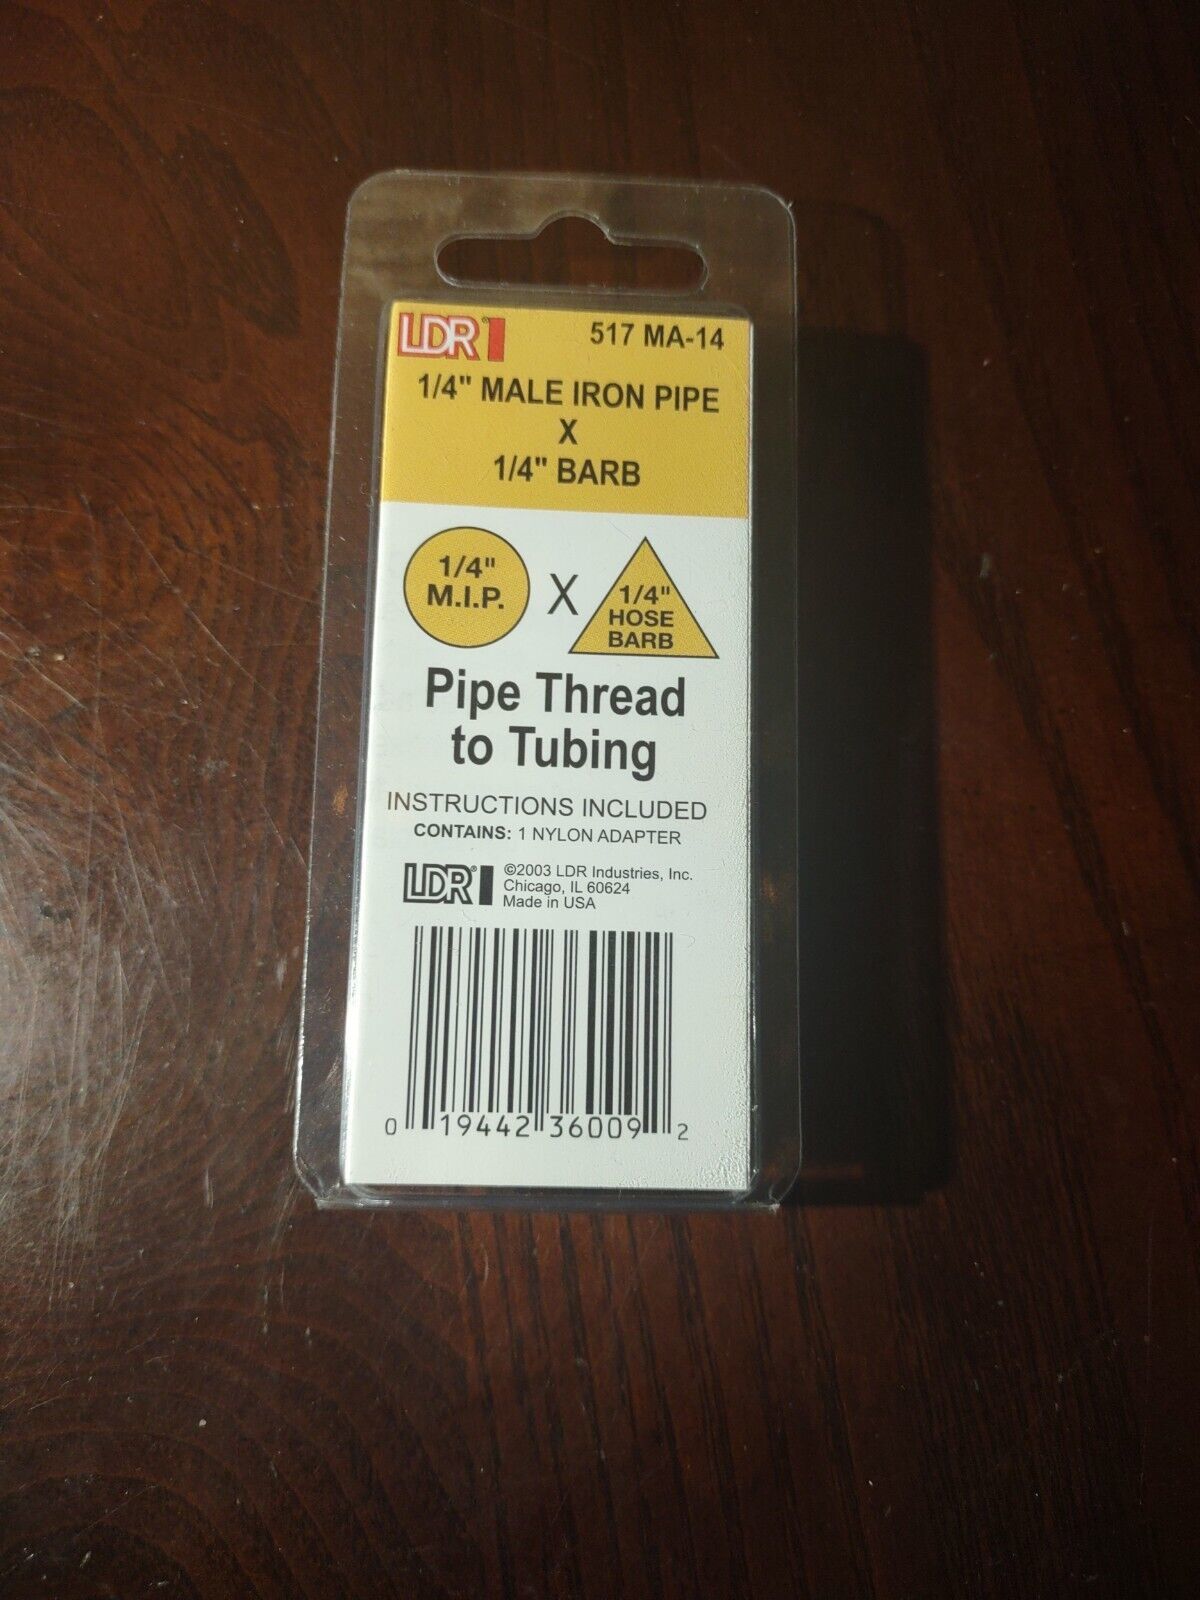 LDR® 517 MA-14
1/4" MALE IRON PIPE
X
1/4" BARB
1/4"
M.I.P.
X
1/4"
HOSE
BARB
Pipe Thread
to Tubing
INSTRUCTIONS INCLUDED
CONTAINS: 1 NYLON ADAPTER
LDR®
©2003 LDR Industries, Inc.
Chicago, IL 60624
Made in USA
0 19442 36009 2